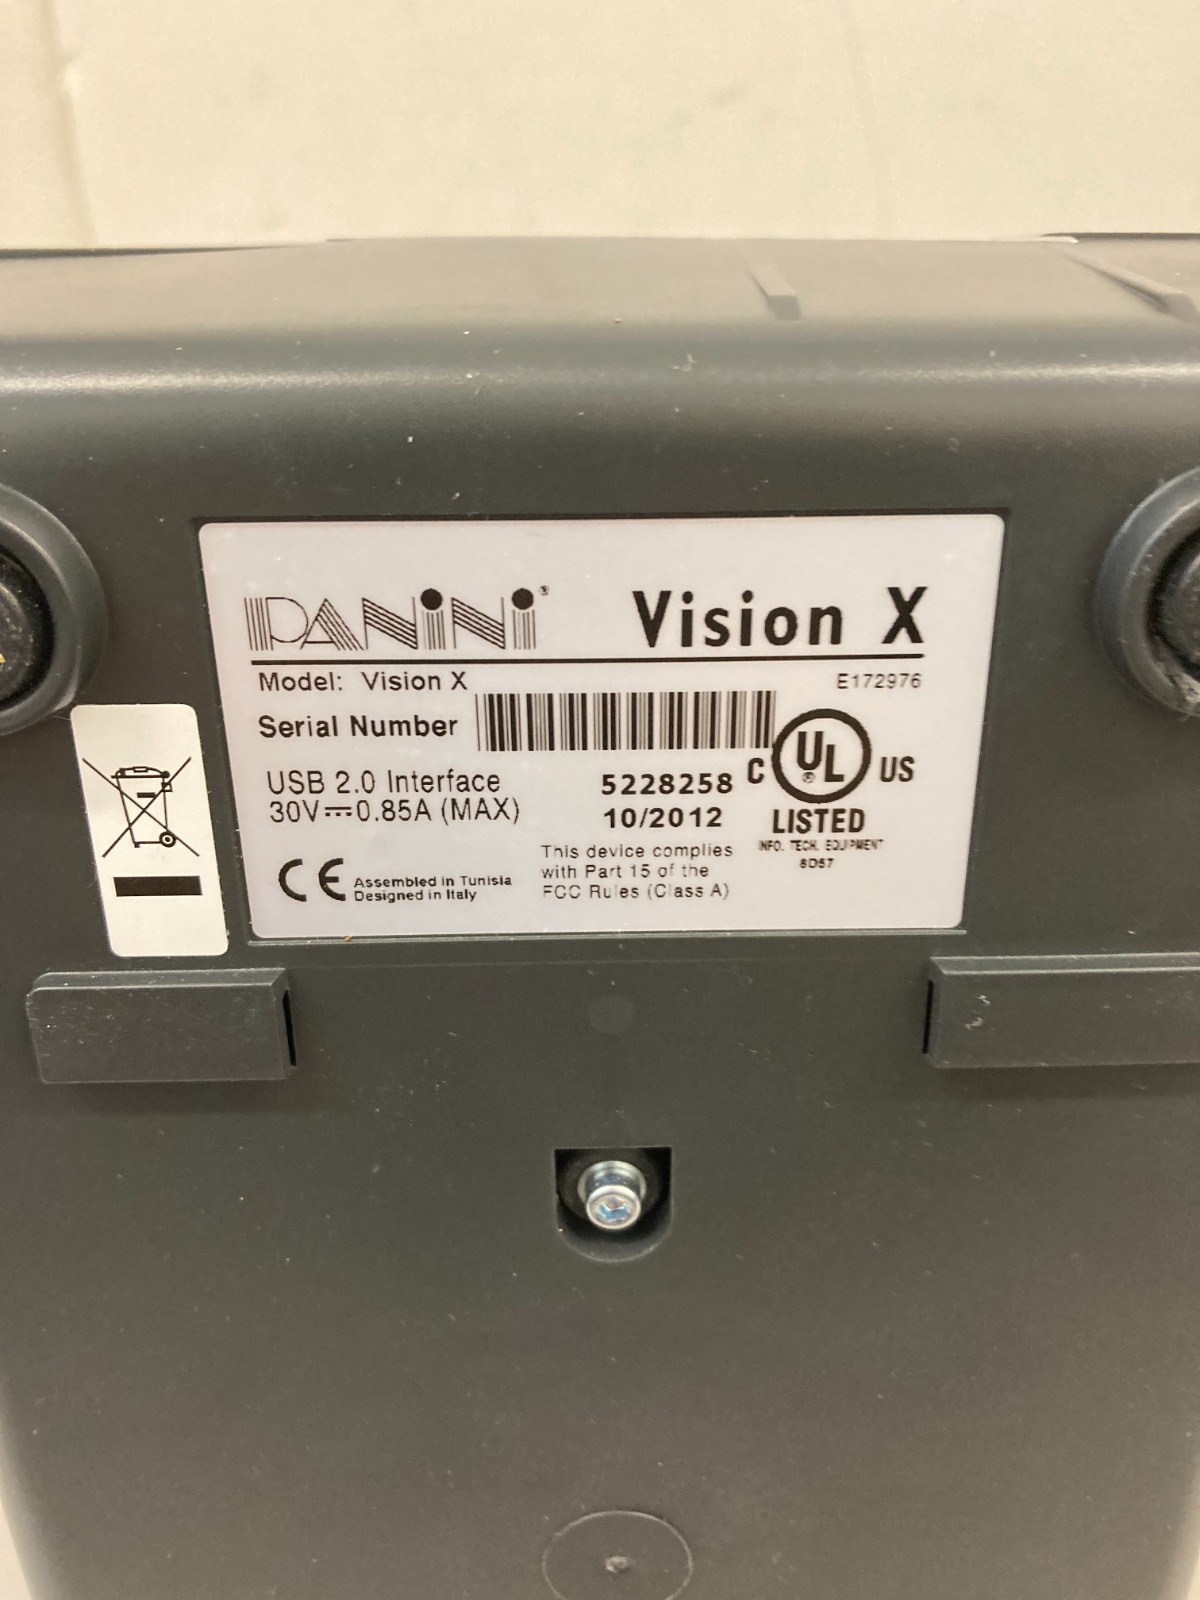 PANiNi® Vision X
Model: Vision X E172976
Serial Number
USB 2.0 Interface 5228258
30V⎓0.85A (MAX) 10/2012
C UL® US
LISTED
INFO. TECH. EQUIPMENT
8D57
This device complies
with Part 15 of the
FCC Rules (Class A)
CE Assembled in Tunisia
Designed in Italy